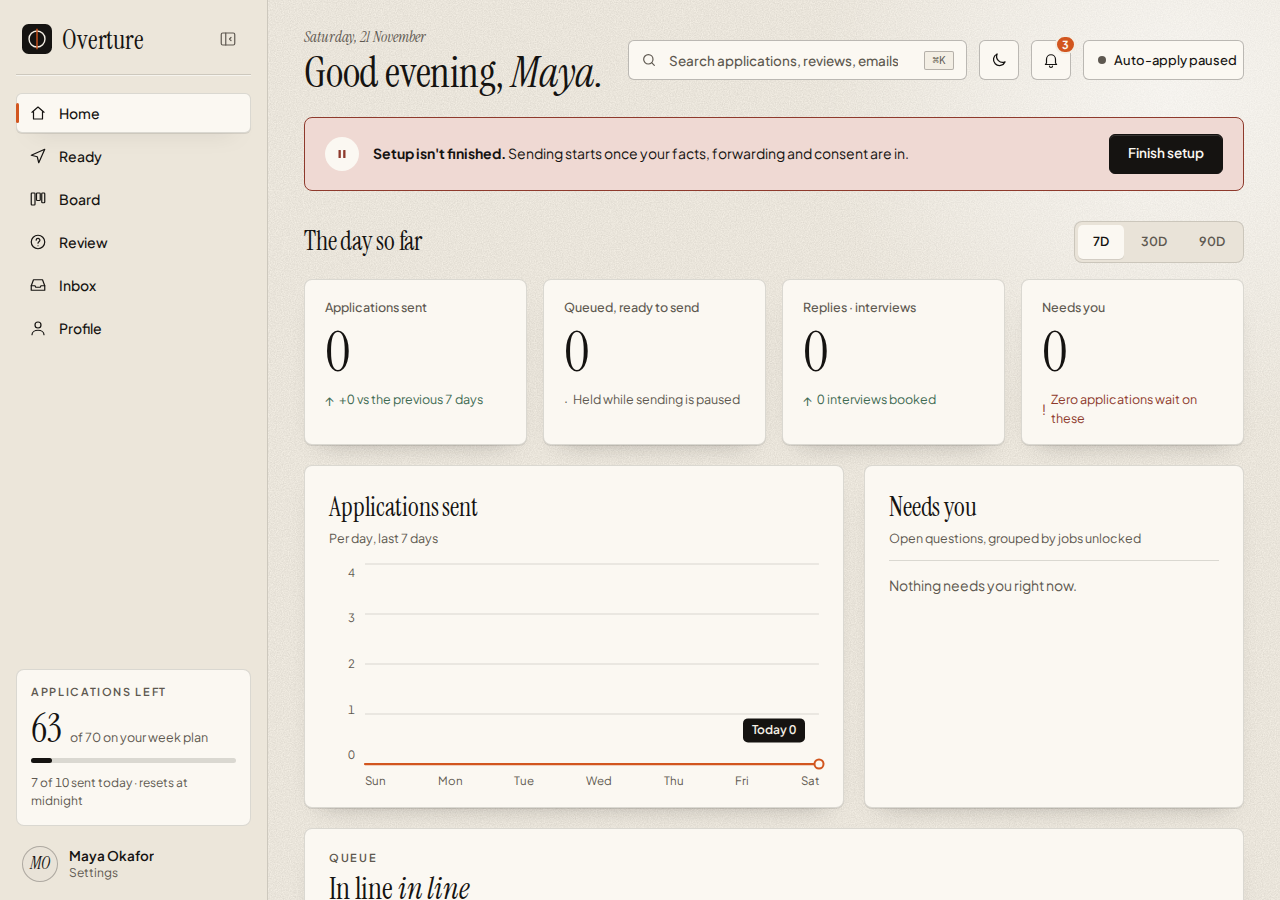 Overture
Home
Ready
Board
Review
Inbox
Profile
APPLICATIONS LEFT
63 of 70 on your week plan
7 of 10 sent today · resets at
midnight
MO
Maya Okafor
Settings
Saturday, 21 November
Good evening, Maya.
Search applications, reviews, emails
⌘K
3
Auto-apply paused
Setup isn't finished. Sending starts once your facts, forwarding and consent are in.
Finish setup
The day so far
7D
30D
90D
Applications sent
0
↑ +0 vs the previous 7 days
Queued, ready to send
0
· Held while sending is paused
Replies · interviews
0
↑ 0 interviews booked
Needs you
0
! Zero applications wait on
these
Applications sent
Per day, last 7 days
4
3
2
1
0
Today 0
Sun
Mon
Tue
Wed
Thu
Fri
Sat
Needs you
Open questions, grouped by jobs unlocked
Nothing needs you right now.
QUEUE
In line in line